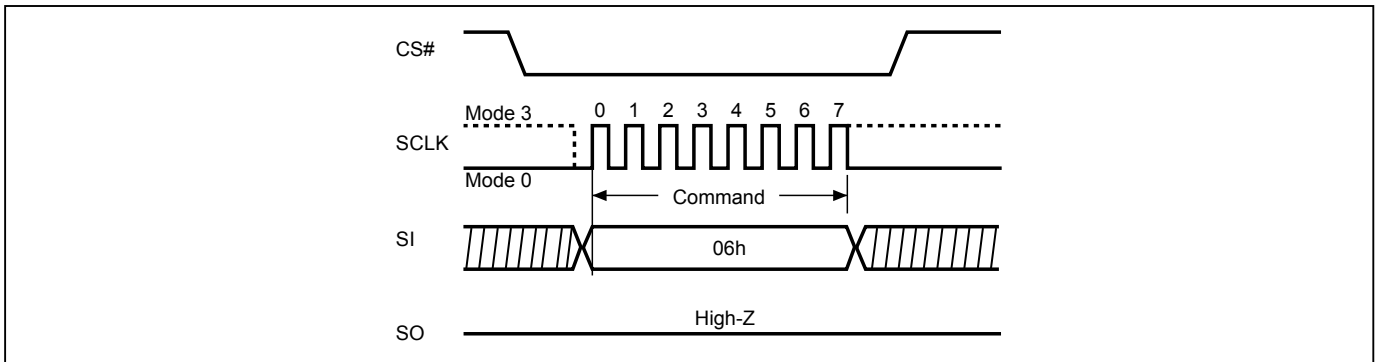 CS#
Mode 3 0 1 2 3 4 5 6 7
SCLK
Mode 0
Command
SI
06h
High-Z
SO